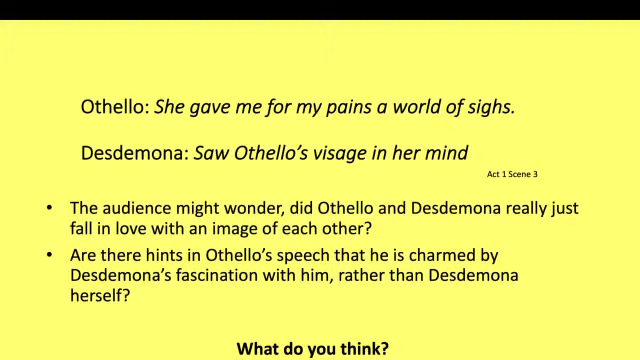 Othello: She gave me for my pains a world of sighs.
Desdemona: Saw Othello's visage in her mind
Act 1 Scene 3
• The audience might wonder, did Othello and Desdemona really just
fall in love with an image of each other?
• Are there hints in Othello's speech that he is charmed by
Desdemona's fascination with him, rather than Desdemona
herself?
What do you think?